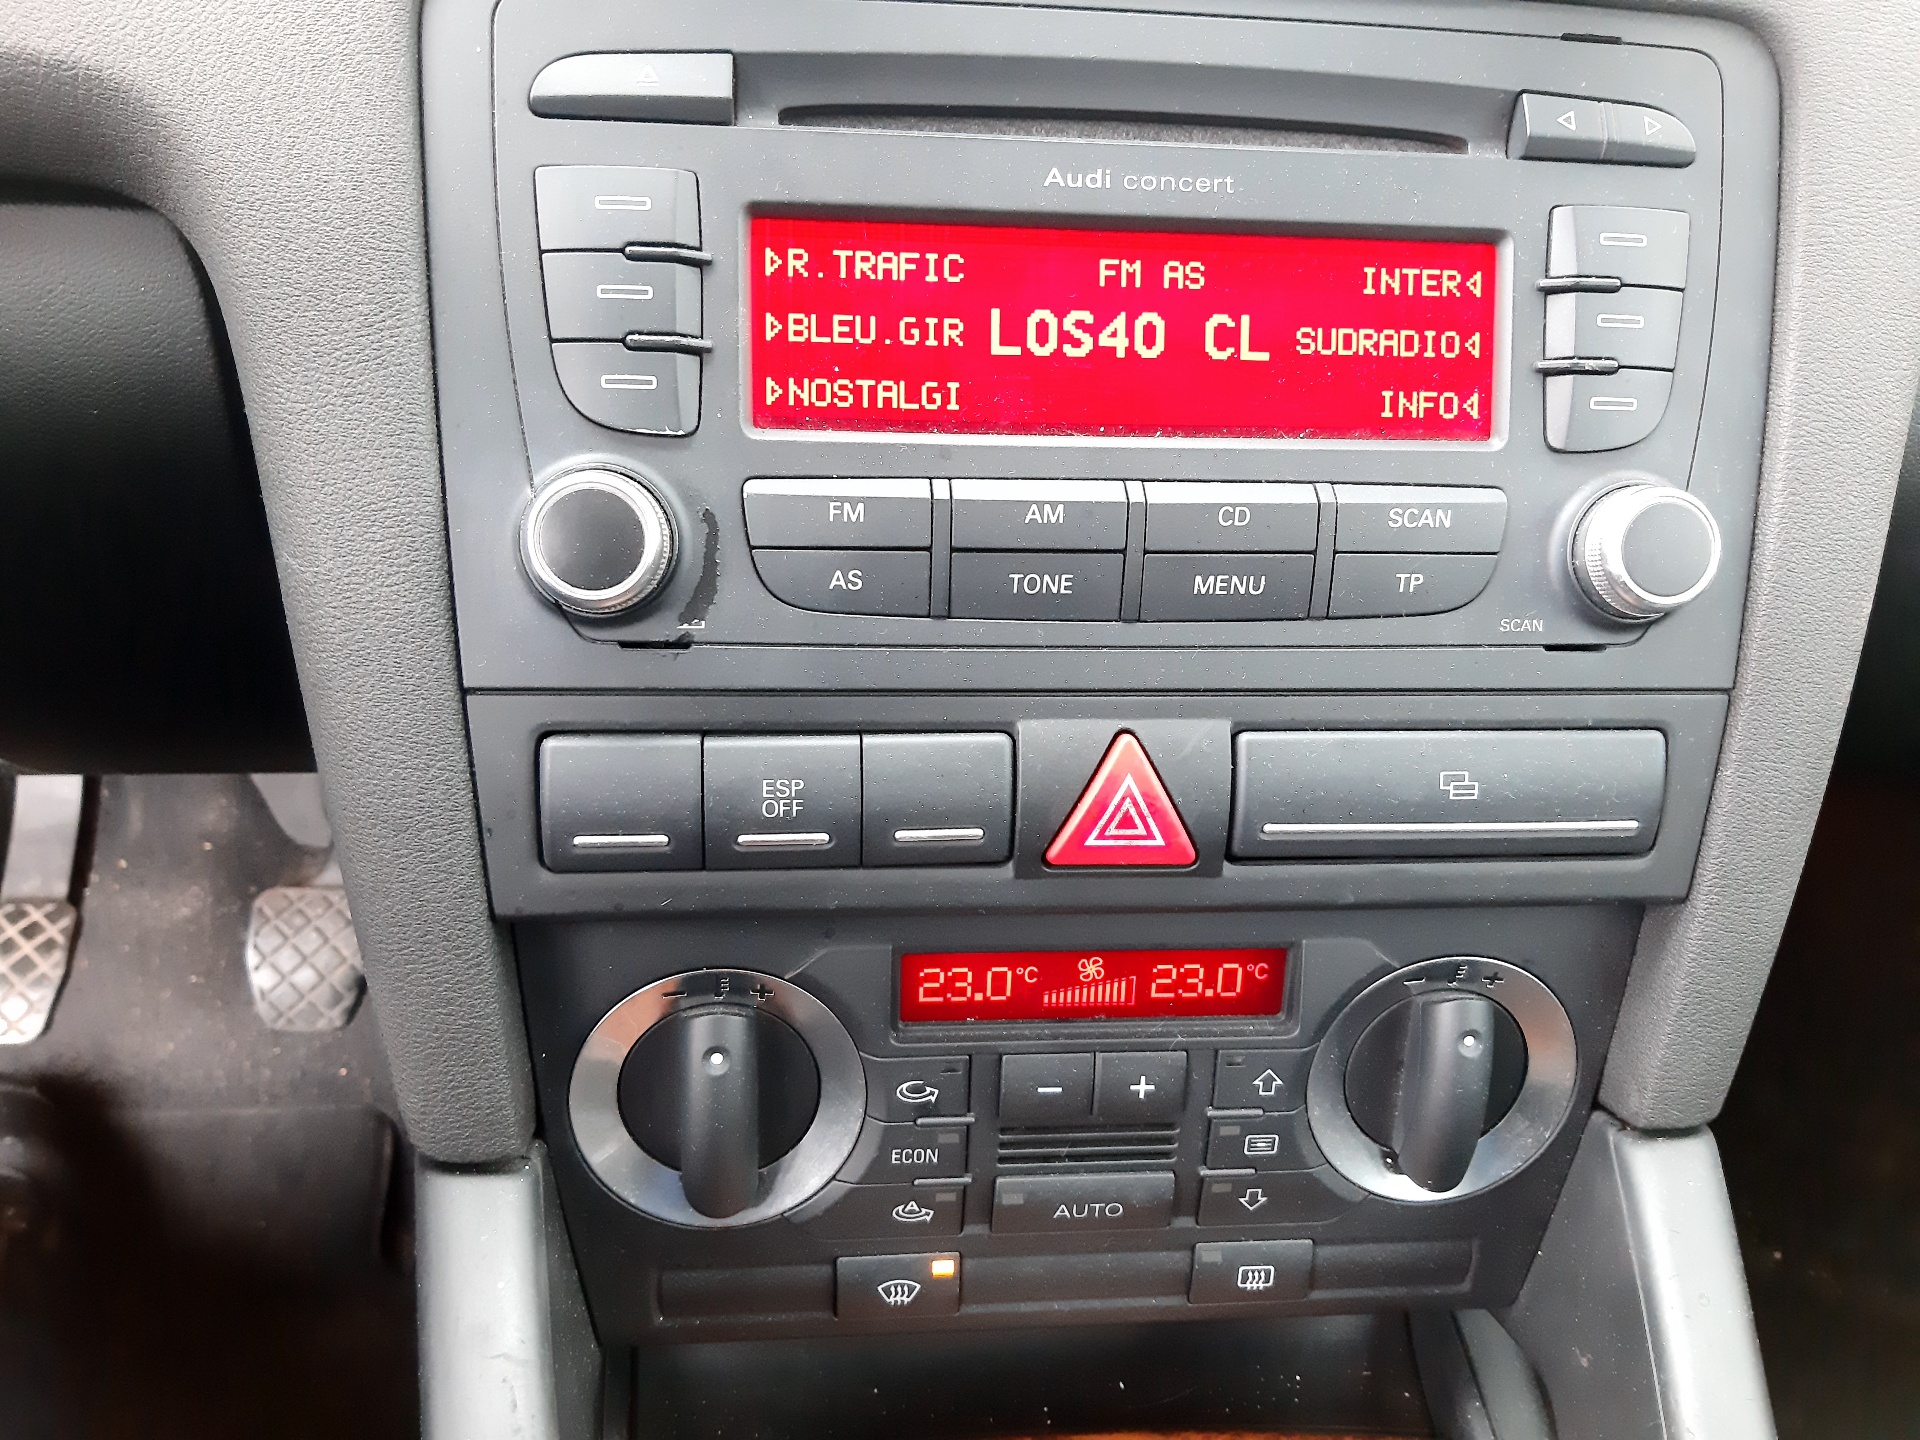 Audi concert
R.TRAFIC FM AS INTER
BLEU.GIR LOS40 CL SUDRADIO
NOSTALGI INFO
FM AM CD SCAN
AS TONE MENU TP
SCAN
ESP
OFF
23.0°C 23.0°C
- +
- +
- +
ECON
A
AUTO